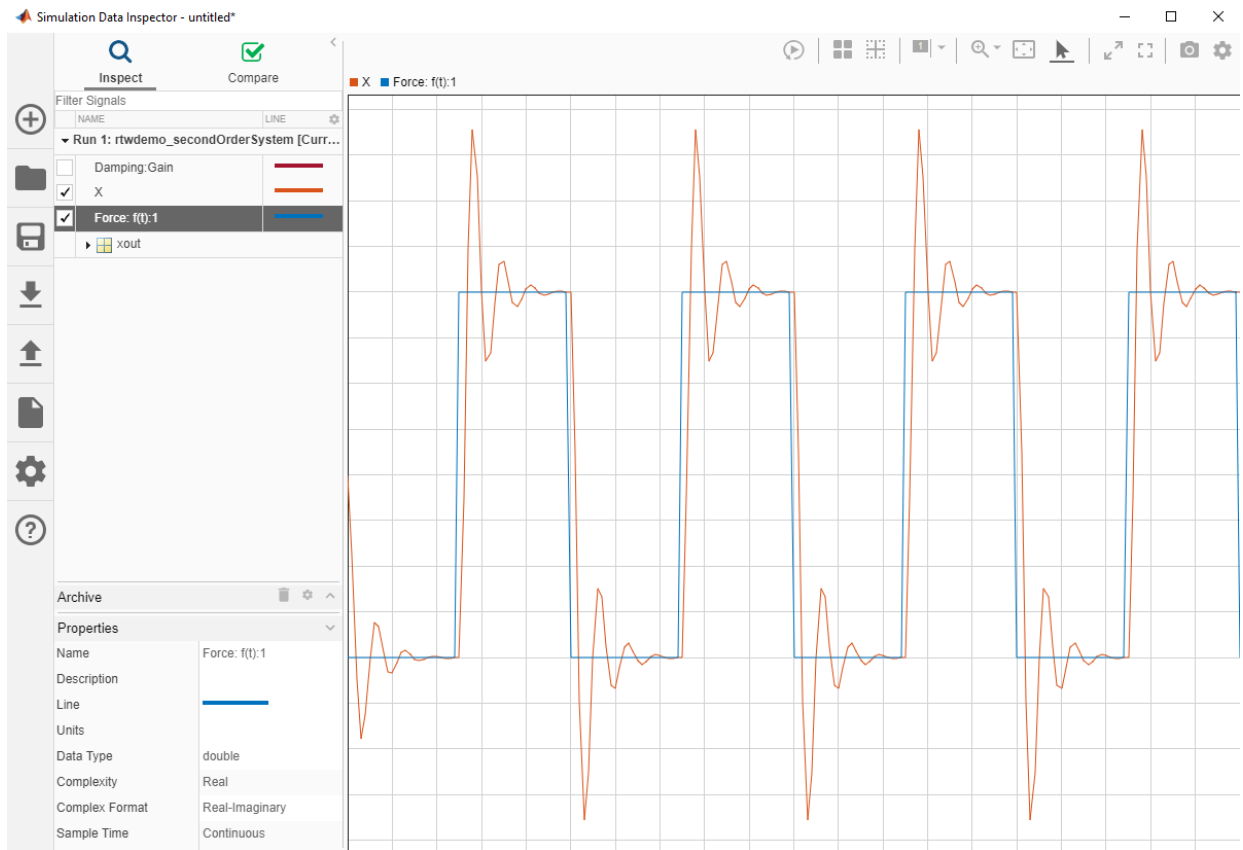 Simulation Data Inspector - untitled*
Inspect
Compare
Filter Signals
NAME LINE
Run 1: rtwdemo_secondOrderSystem [Curr...
Damping:Gain
X
Force: f(t):1
xout
Archive
Properties
Name Force: f(t):1
Description
Line
Units
Data Type double
Complexity Real
Complex Format Real-Imaginary
Sample Time Continuous
1
X Force: f(t):1